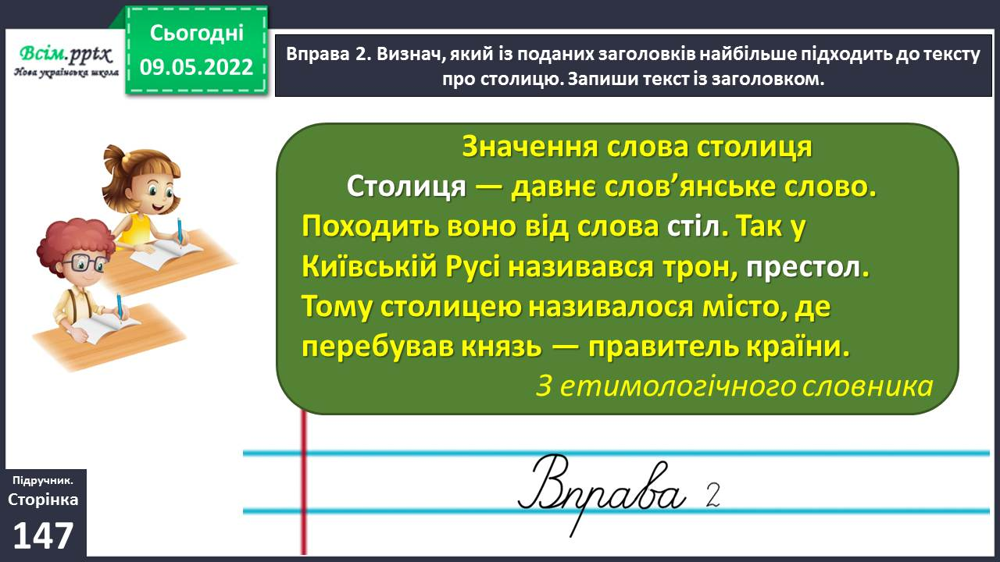 Всім.pptx
Нова українська школа
Сьогодні
09.05.2022
Вправа 2. Визнач, який із поданих заголовків найбільше підходить до тексту
про столицю. Запиши текст із заголовком.
Значення слова столиця
Столиця — давнє слов’янське слово.
Походить воно від слова стіл. Так у
Київській Русі називався трон, престол.
Тому столицею називалося місто, де
перебував князь — правитель країни.
З етимологічного словника
Вправа 2
Підручник.
Сторінка
147